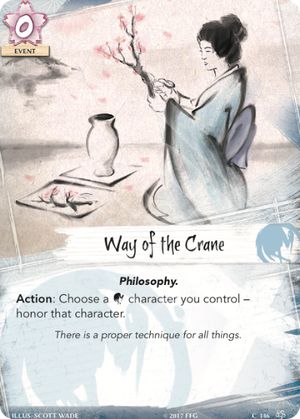 0
EVENT
Way of the Crane
Philosophy.
Action: Choose a character you control –
honor that character.
There is a proper technique for all things.
ILLUS-SCOTT WADE
© 2017 FFG
C 146